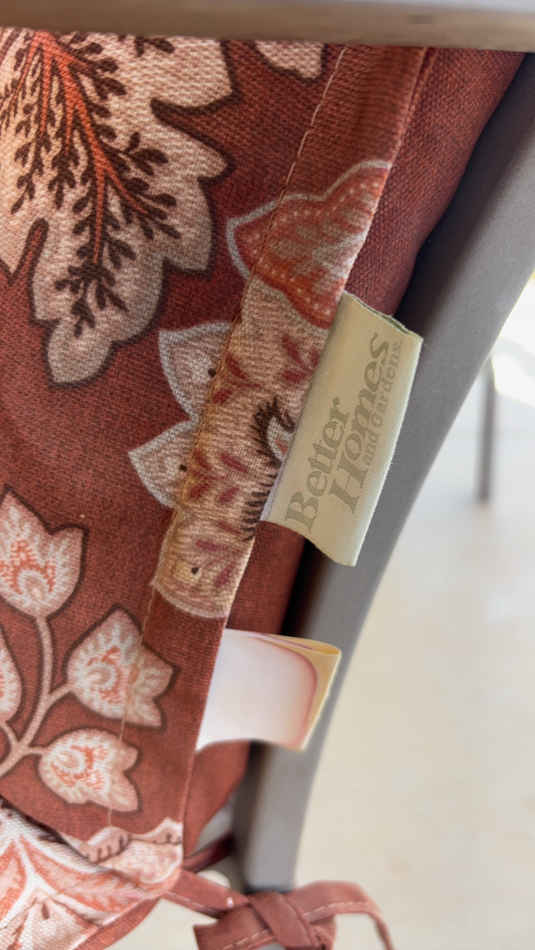 Better
Homes
and Gardens.